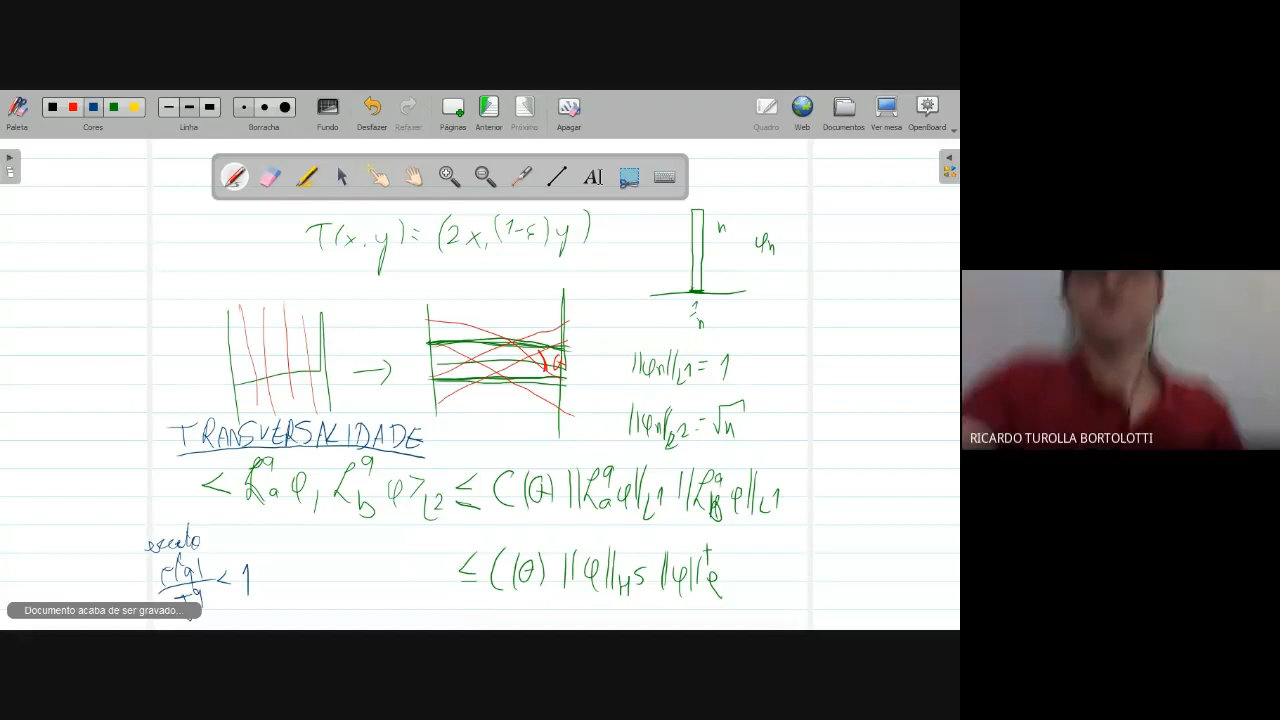 Paleta Cores Linha Borracha Fundo Desfazer Refazer Páginas Anterior Próximo Apagar Quadro Web Documentos Ver mesa OpenBoard
T(x,y) = (2x, (1-ε)y)
n φn
1/n
||φn||L1 = 1
||φn||L2 = √n
θ
TRANSVERSALIDADE
< L^q_a φ, L^q_b φ >L2 ≤ C(θ) ||L^q_a φ||L1 ||L^q_b φ||L1
≤ C(θ) ||φ||Hs ||φ||†ρ
< 1
Documento acaba de ser gravado...
RICARDO TUROLLA BORTOLOTTI